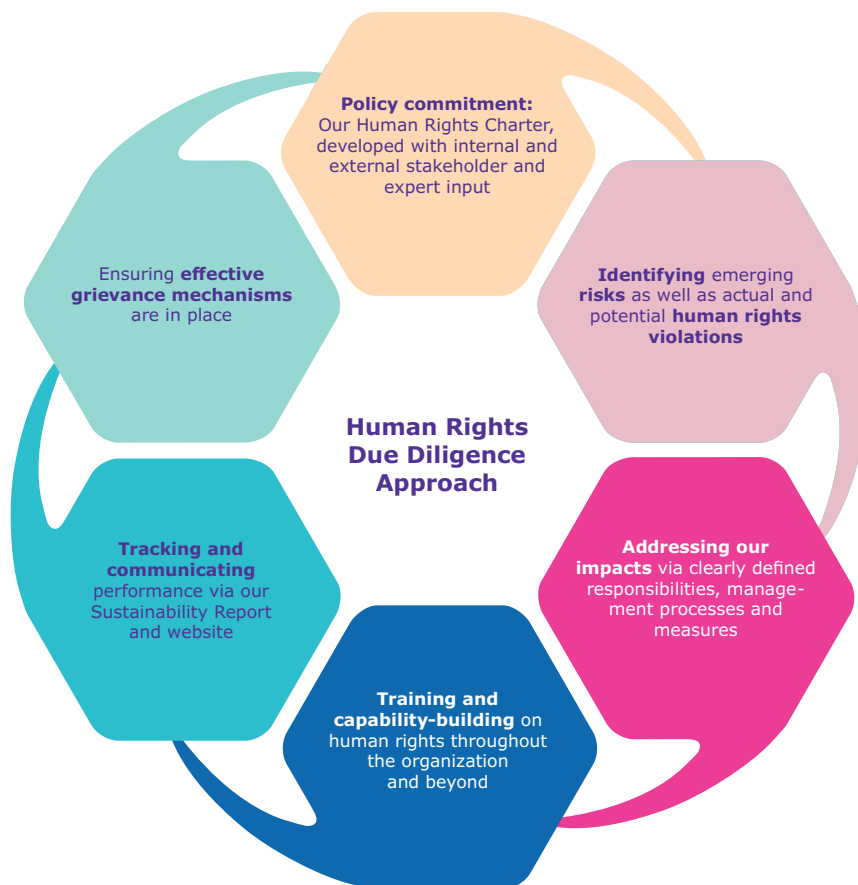 Policy commitment:
Our Human Rights Charter,
developed with internal and
external stakeholder and
expert input
Identifying emerging
risks as well as actual and
potential human rights
violations
Addressing our
impacts via clearly defined
responsibilities, manage-
ment processes and
measures
Training and
capability-building on
human rights throughout
the organization
and beyond
Tracking and
communicating
performance via our
Sustainability Report
and website
Ensuring effective
grievance mechanisms
are in place
Human Rights
Due Diligence
Approach